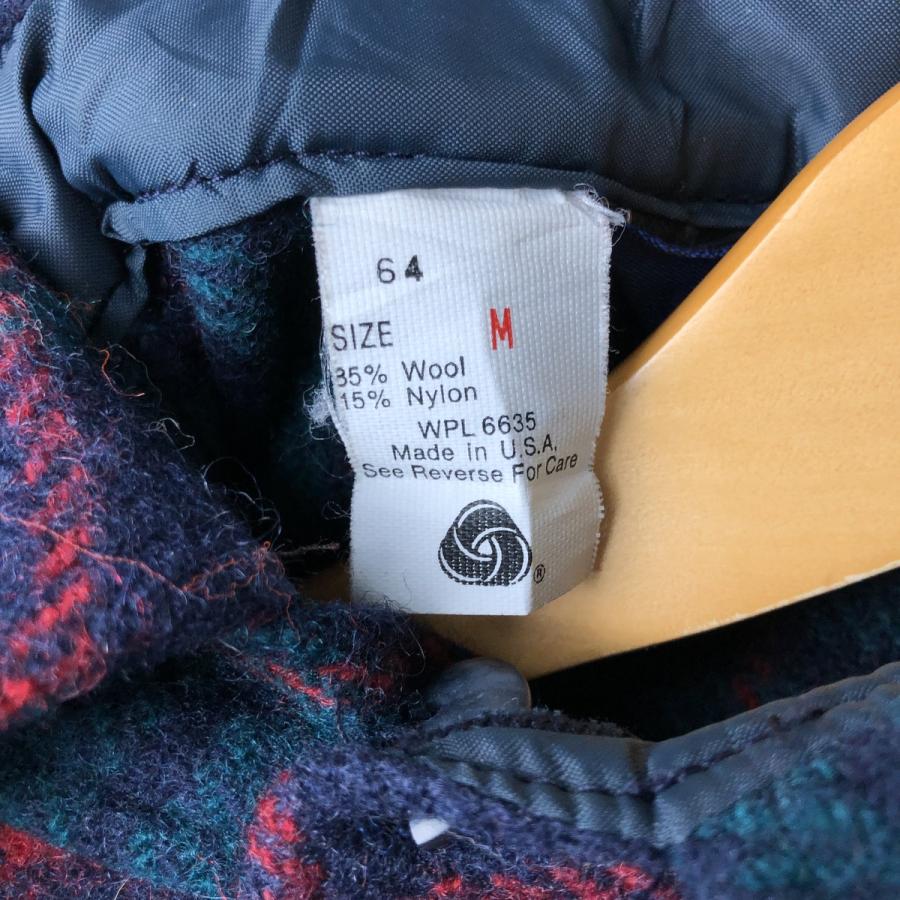 64
SIZE M
85% Wool
15% Nylon
WPL 6635
Made in U.S.A.
See Reverse For Care
®